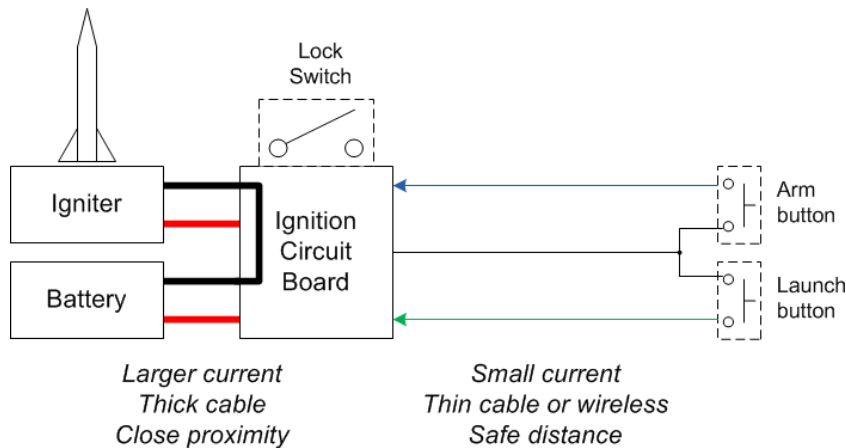 Lock
Switch
Igniter
Ignition
Circuit
Board
Battery
Arm
button
Launch
button
Larger current
Thick cable
Close proximity
Small current
Thin cable or wireless
Safe distance